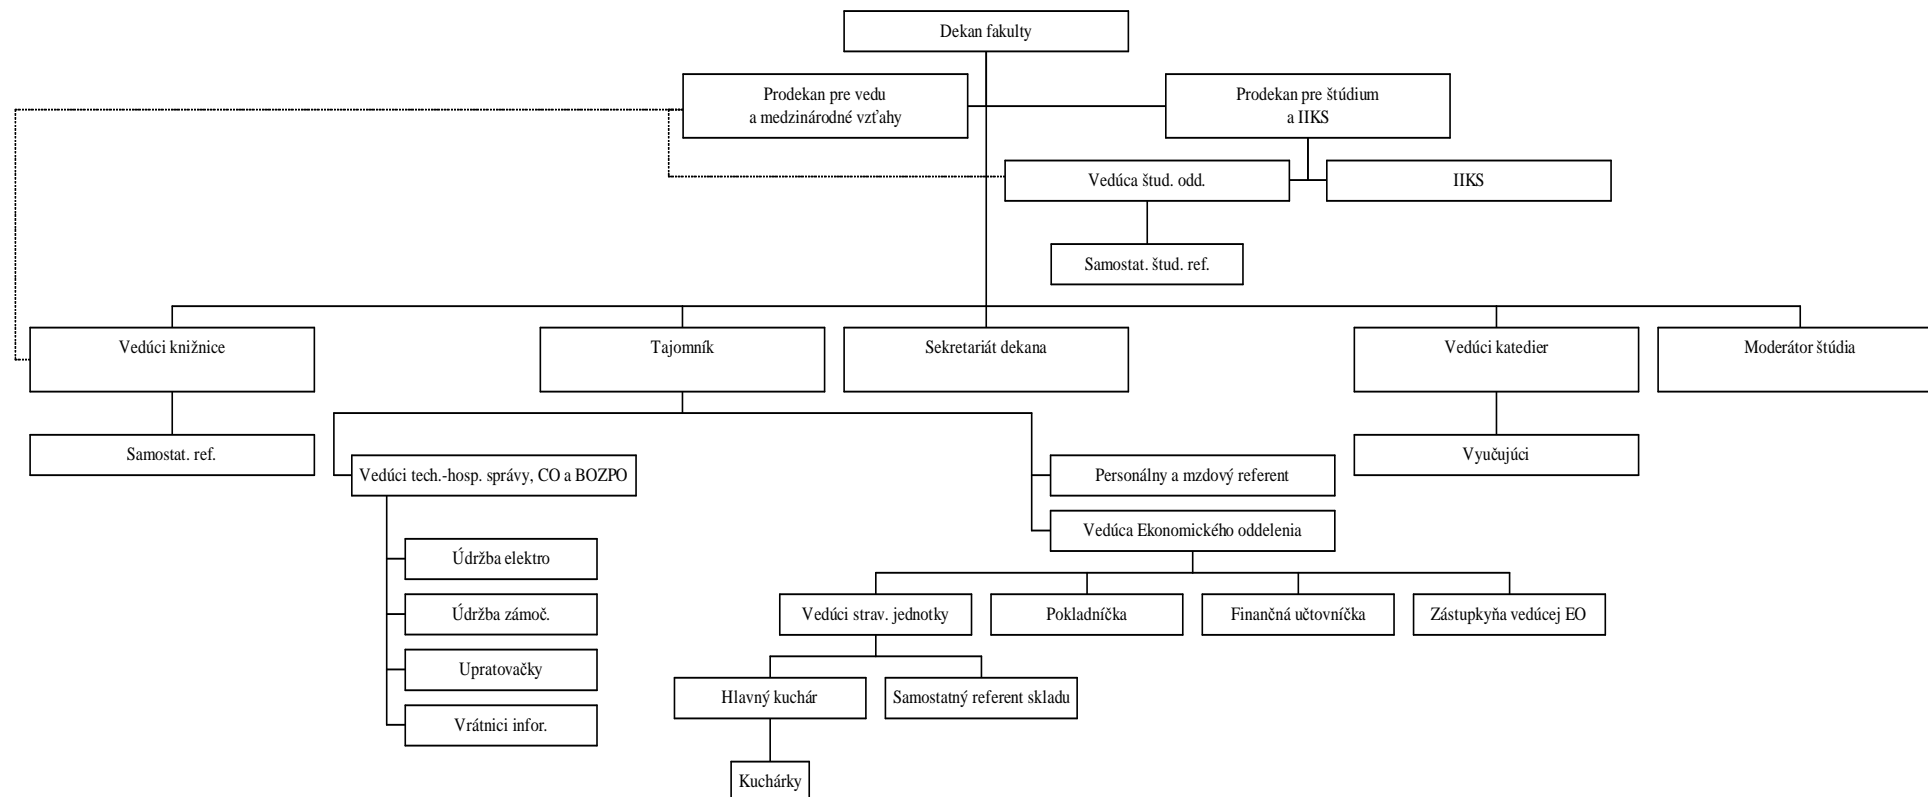 Dekan fakulty
Prodekan pre vedu
a medzinárodné vzťahy
Prodekan pre štúdium
a IIKS
Vedúca štud. odd.
IIKS
Samostat. štud. ref.
Vedúci knižnice
Tajomník
Sekretariát dekana
Vedúci katedier
Moderátor štúdia
Samostat. ref.
Vyučujúci
Vedúci tech.-hosp. správy, CO a BOZPO
Personálny a mzdový referent
Vedúca Ekonomického oddelenia
Údržba elektro
Údržba zámoč.
Upratovačky
Vrátnici infor.
Vedúci strav. jednotky
Pokladníčka
Finančná učtovníčka
Zástupkyňa vedúcej EO
Hlavný kuchár
Samostatný referent skladu
Kuchárky